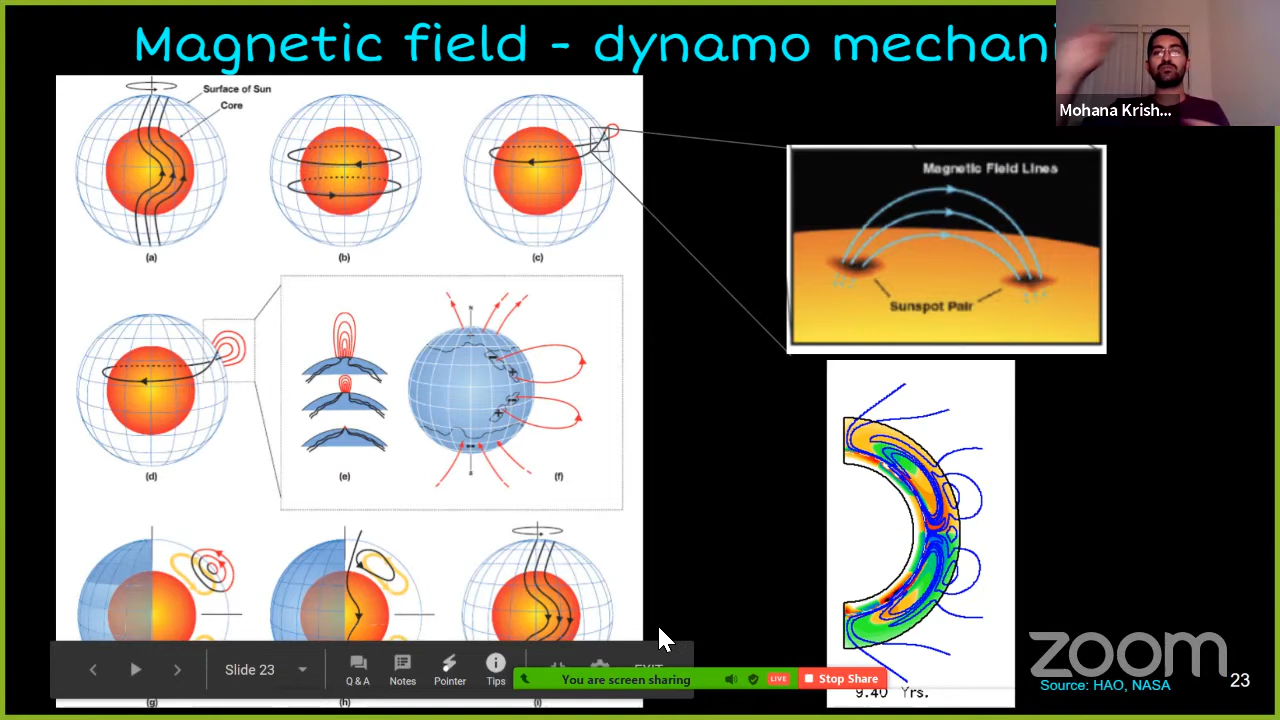 Magnetic field - dynamo mechani
Mohana Krish...
Surface of Sun
Core
(a)
(b)
(c)
Magnetic Field Lines
Sunspot Pair
(d)
(e)
N
S
(f)
(g)
(h)
(i)
9.40 Yrs.
Slide 23
Q & A
Notes
Pointer
Tips
EXIT
You are screen sharing
LIVE
Stop Share
zoom
Source: HAO, NASA
23